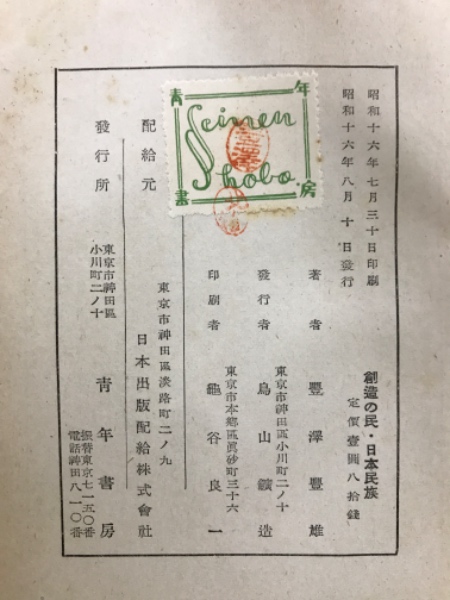 昭和十六年七月三十日印刷
昭和十六年八月十日發行
創造の民・日本民族
定價壹圓八拾錢
著者 豐澤豐雄
東京市神田區小川町二ノ十
發行者 鳥山鑛造
東京市本鄕區眞砂町三十六
印刷者 龜谷良一
東京市神田區淡路町二ノ九
配給元 日本出版配給株式會社
發行所 東京市神田區
小川町二ノ十 靑年書房
振替東京七一五〇番
電話神田八一〇番
靑年書房
Seinen
Shobo.
豐澤